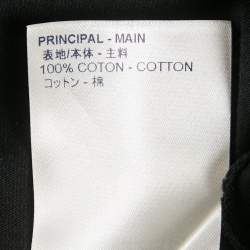 PRINCIPAL - MAIN
表地/本体 - 主料
100% COTON - COTTON
コットン - 棉